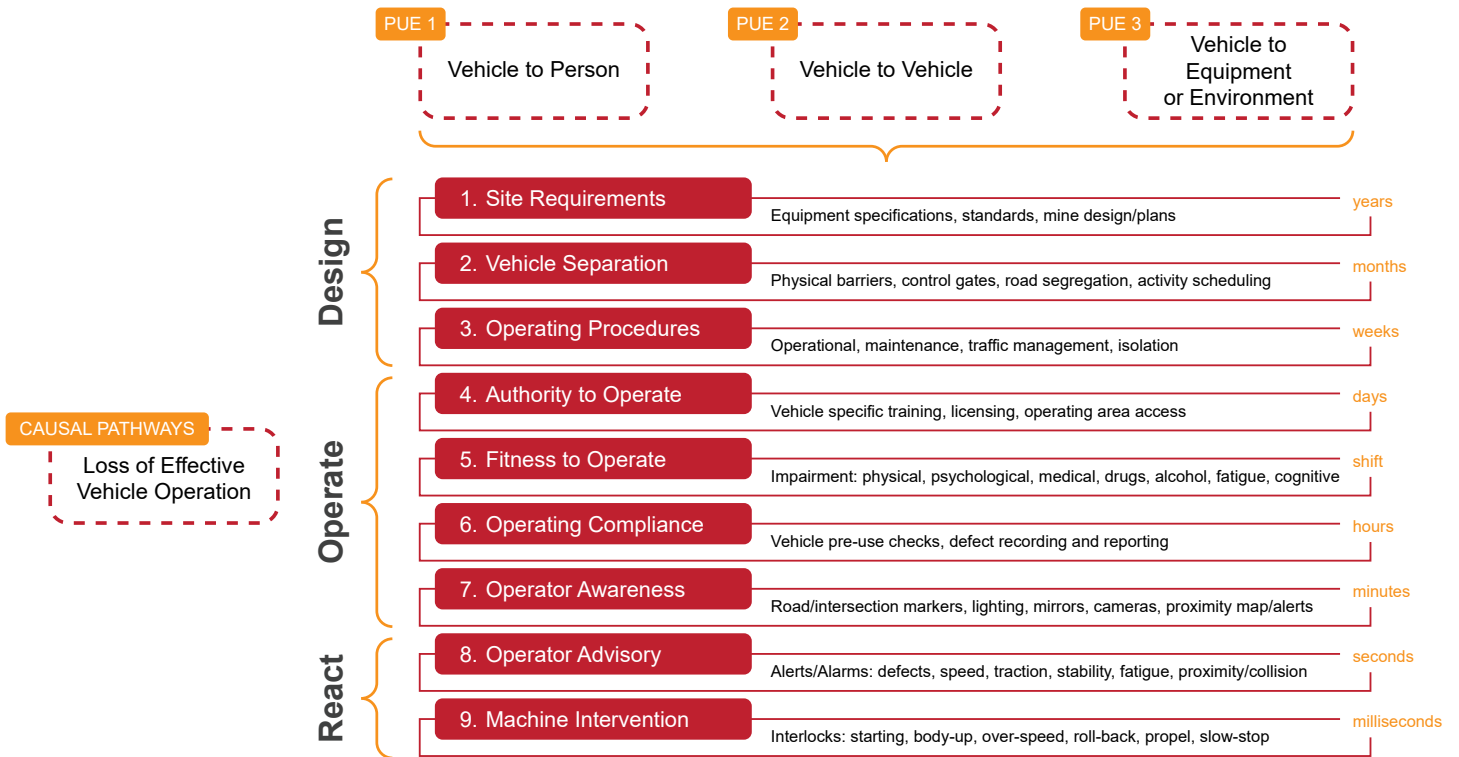 PUE 1
Vehicle to Person
PUE 2
Vehicle to Vehicle
PUE 3
Vehicle to
Equipment
or Environment
Design
1. Site Requirements
Equipment specifications, standards, mine design/plans
years
2. Vehicle Separation
Physical barriers, control gates, road segregation, activity scheduling
months
3. Operating Procedures
Operational, maintenance, traffic management, isolation
weeks
CAUSAL PATHWAYS
Loss of Effective
Vehicle Operation
Operate
4. Authority to Operate
Vehicle specific training, licensing, operating area access
days
5. Fitness to Operate
Impairment: physical, psychological, medical, drugs, alcohol, fatigue, cognitive
shift
6. Operating Compliance
Vehicle pre-use checks, defect recording and reporting
hours
7. Operator Awareness
Road/intersection markers, lighting, mirrors, cameras, proximity map/alerts
minutes
React
8. Operator Advisory
Alerts/Alarms: defects, speed, traction, stability, fatigue, proximity/collision
seconds
9. Machine Intervention
Interlocks: starting, body-up, over-speed, roll-back, propel, slow-stop
milliseconds